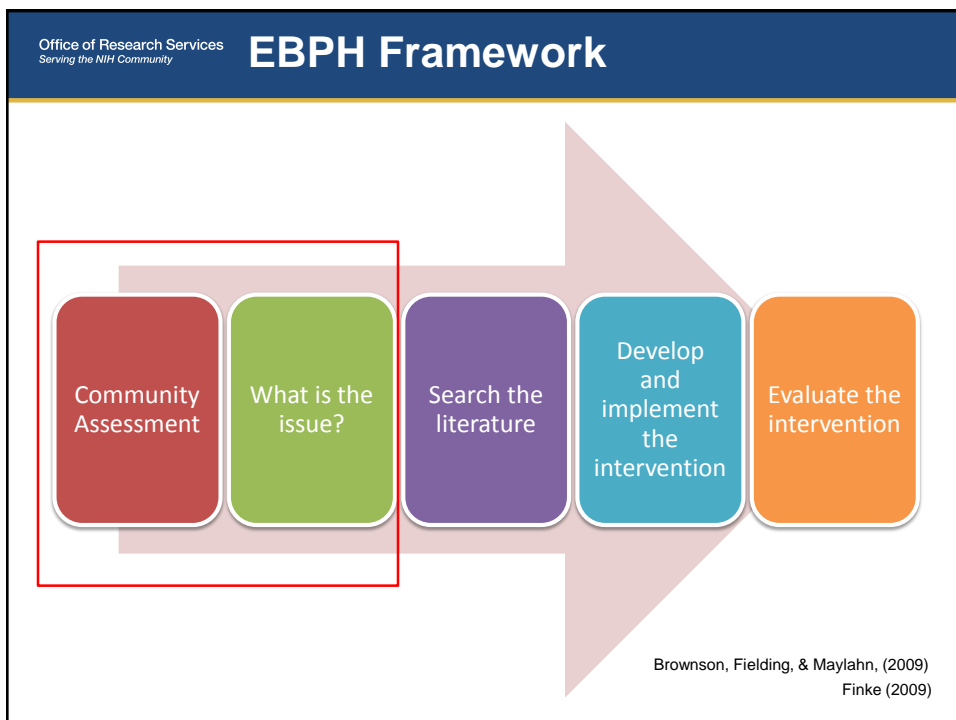 Office of Research Services
Serving the NIH Community
EBPH Framework
Community
Assessment
What is the
issue?
Search the
literature
Develop
and
implement
the
intervention
Evaluate the
intervention
Brownson, Fielding, & Maylahn, (2009)
Finke (2009)